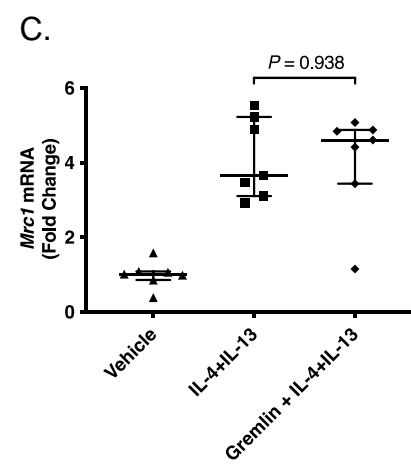 C.
P = 0.938
Mrc1 mRNA
(Fold Change)
6
4
2
0
Vehicle
IL-4+IL-13
Gremlin + IL-4+IL-13